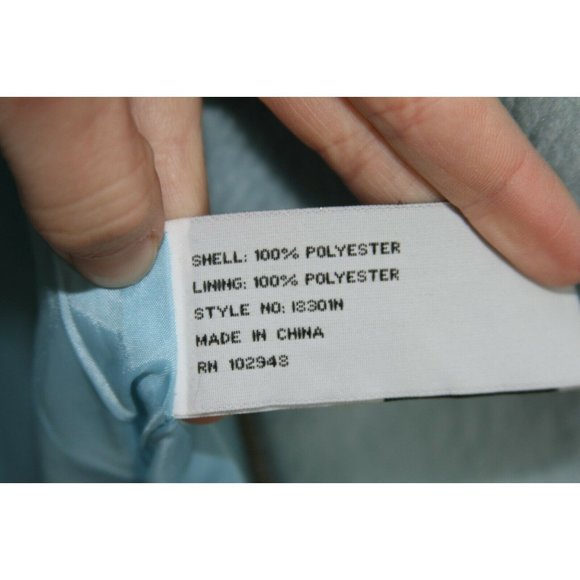 SHELL: 100% POLYESTER
LINING: 100% POLYESTER
STYLE NO: I8301N
MADE IN CHINA
RN 102948